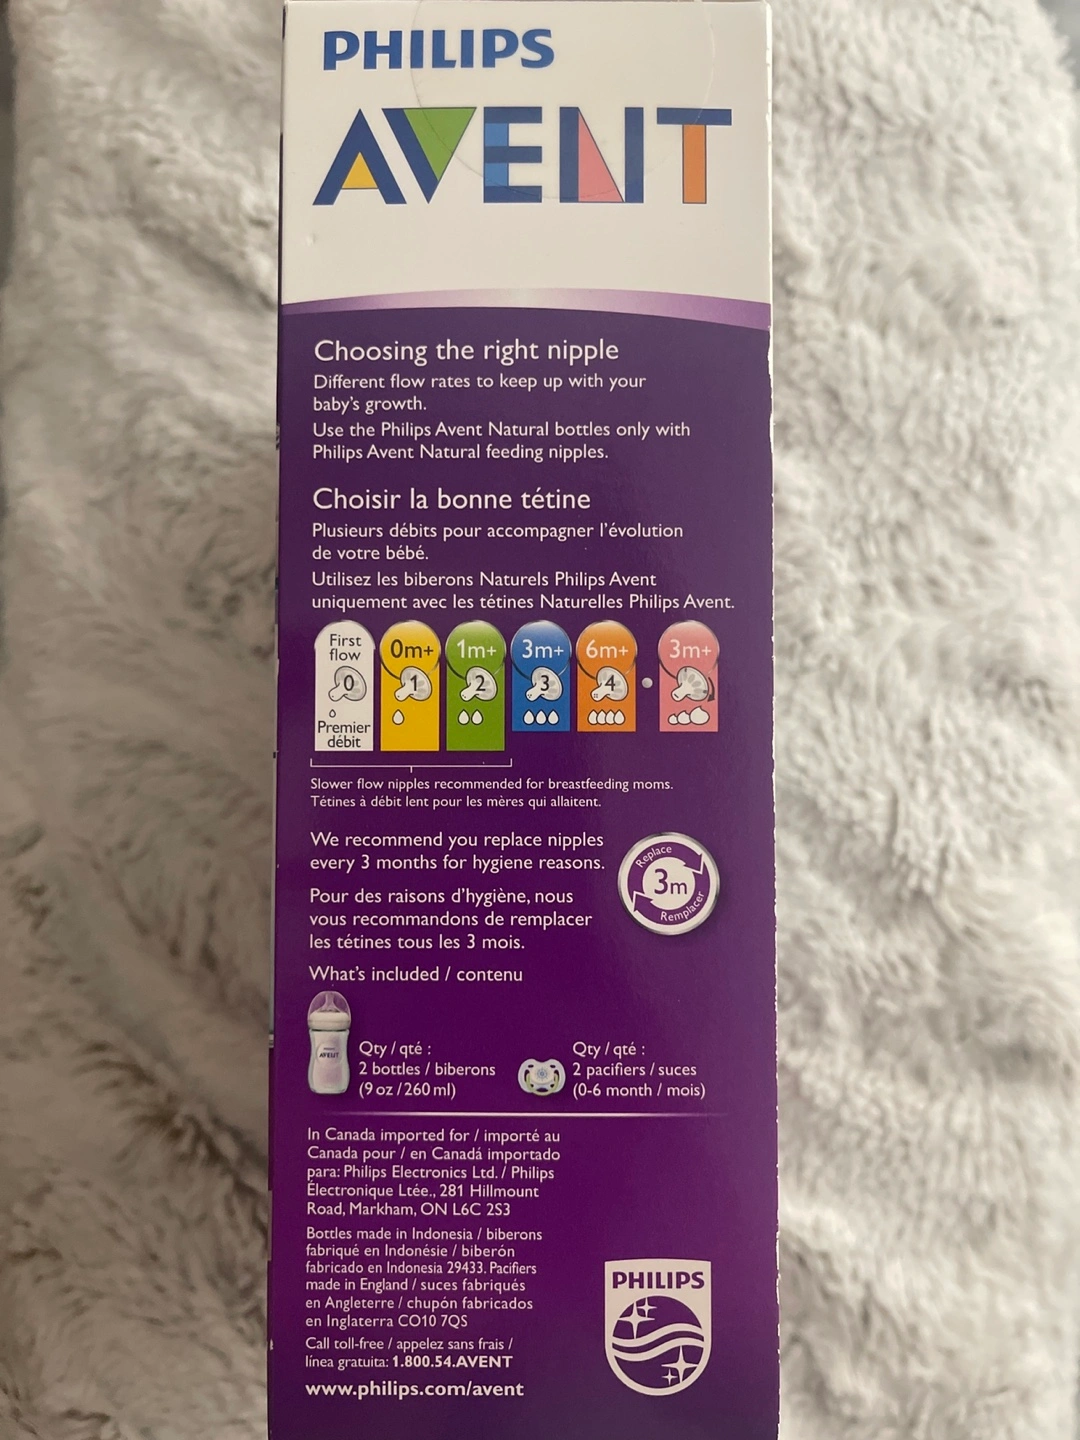 PHILIPS
AVENT
Choosing the right nipple
Different flow rates to keep up with your
baby's growth.
Use the Philips Avent Natural bottles only with
Philips Avent Natural feeding nipples.
Choisir la bonne tétine
Plusieurs débits pour accompagner l'évolution
de votre bébé.
Utilisez les biberons Naturels Philips Avent
uniquement avec les tétines Naturelles Philips Avent.
First
flow
0
Premier
débit
0m+
1
1m+
2
3m+
3
6m+
4
3m+
Slower flow nipples recommended for breastfeeding moms.
Tétines à débit lent pour les mères qui allaitent.
We recommend you replace nipples
every 3 months for hygiene reasons.
Replace
3m
Remplacer
Pour des raisons d'hygiène, nous
vous recommandons de remplacer
les tétines tous les 3 mois.
What's included / contenu
AVENT
Qty / qté :
2 bottles / biberons
(9 oz / 260 ml)
Qty / qté :
2 pacifiers / suces
(0-6 month / mois)
In Canada imported for / importé au
Canada pour / en Canadá importado
para: Philips Electronics Ltd. / Philips
Électronique Ltée., 281 Hillmount
Road, Markham, ON L6C 2S3
Bottles made in Indonesia / biberons
fabriqué en Indonésie / biberón
fabricado en Indonesia 29433. Pacifiers
made in England / suces fabriqués
en Angleterre / chupón fabricados
en Inglaterra CO10 7QS
Call toll-free / appelez sans frais /
línea gratuita: 1.800.54.AVENT
www.philips.com/avent
PHILIPS